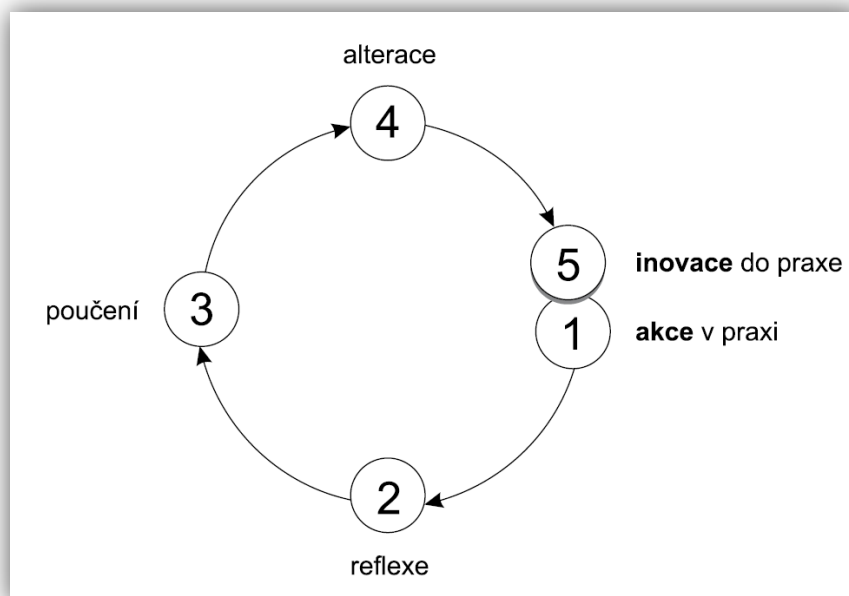 alterace
4
5
inovace do praxe
poučení
3
1
akce v praxi
2
reflexe